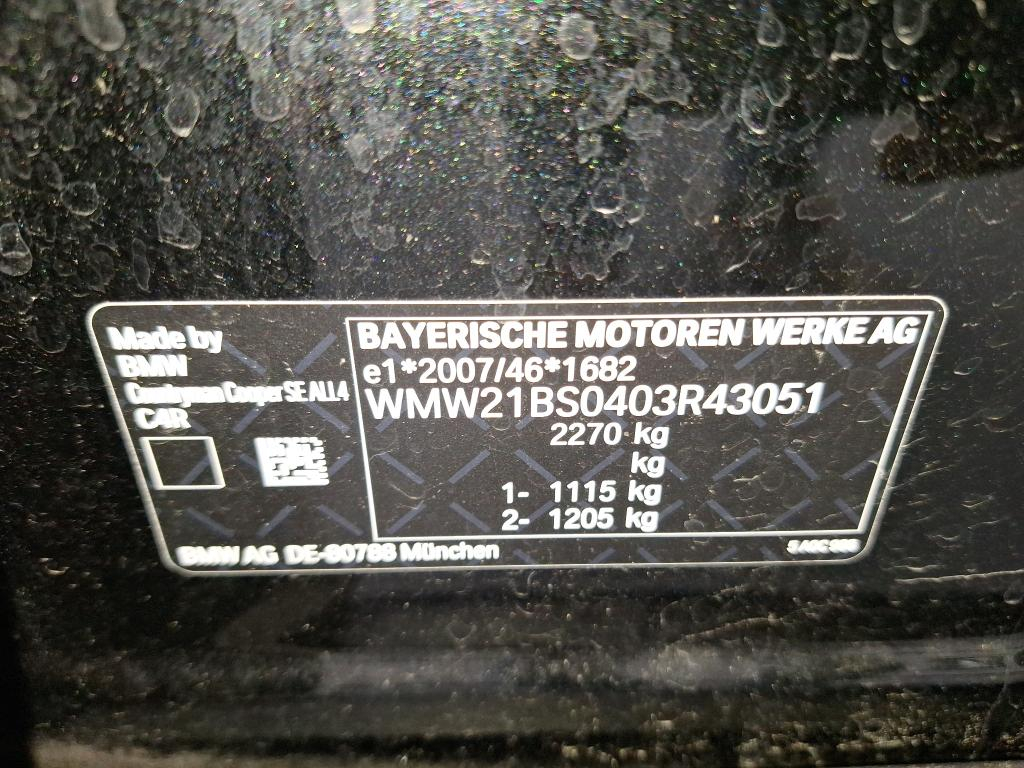 Made by
BMW
Countryman Cooper SE ALL4
C4R
BAYERISCHE MOTOREN WERKE AG
e1*2007/46*1682
WMW21BS0403R43051
2270 kg
kg
1- 1115 kg
2- 1205 kg
BMW AG DE-80788 München